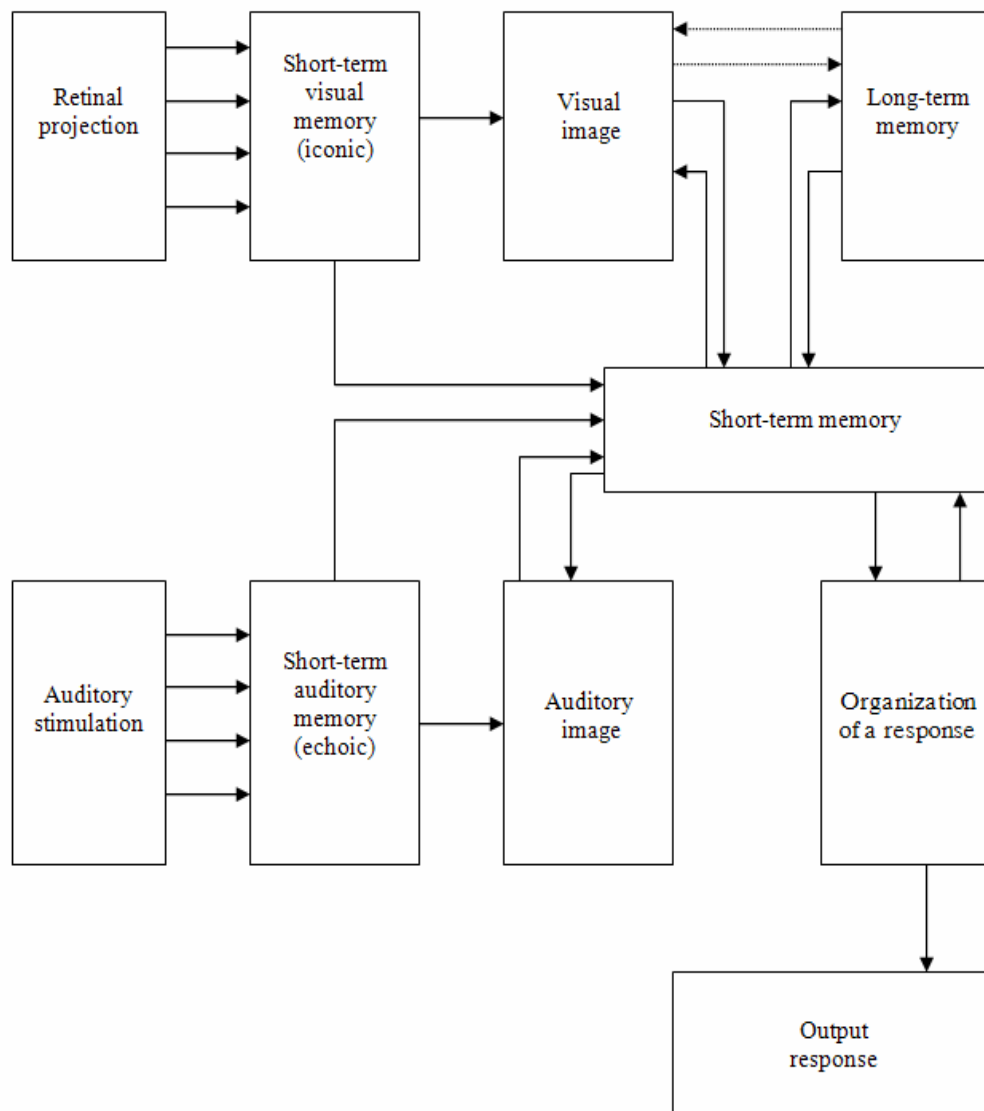 Retinal
projection
Short-term
visual
memory
(iconic)
Visual
image
Long-term
memory
Short-term memory
Auditory
stimulation
Short-term
auditory
memory
(echoic)
Auditory
image
Organization
of a response
Output
response